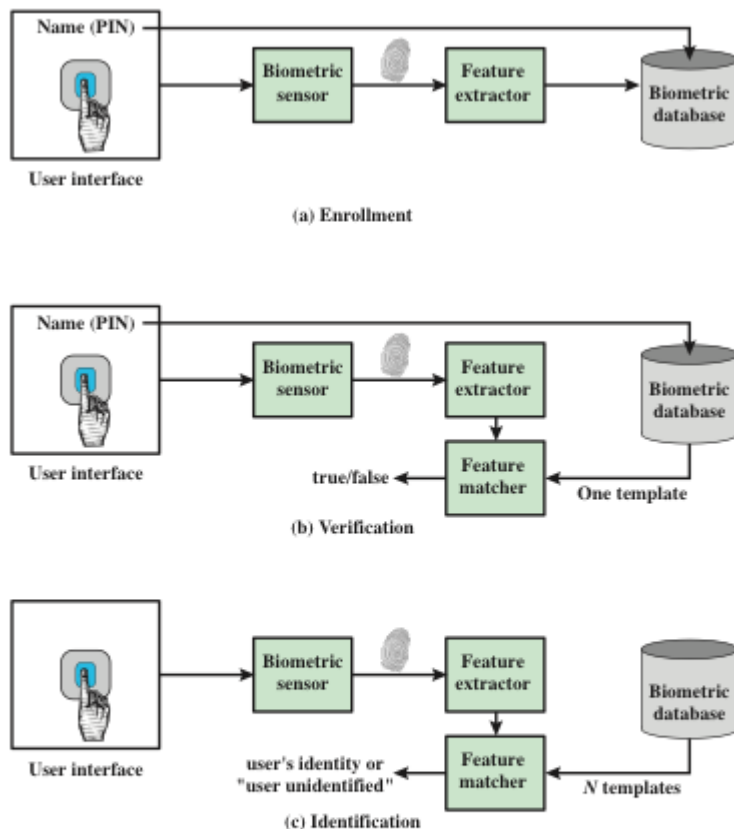 Name (PIN)
Biometric
sensor
Feature
extractor
Biometric
database
User interface
(a) Enrollment
Name (PIN)
Biometric
sensor
Feature
extractor
Biometric
database
User interface
true/false
Feature
matcher
One template
(b) Verification
Biometric
sensor
Feature
extractor
Biometric
database
User interface
user's identity or
"user unidentified"
Feature
matcher
N templates
(c) Identification